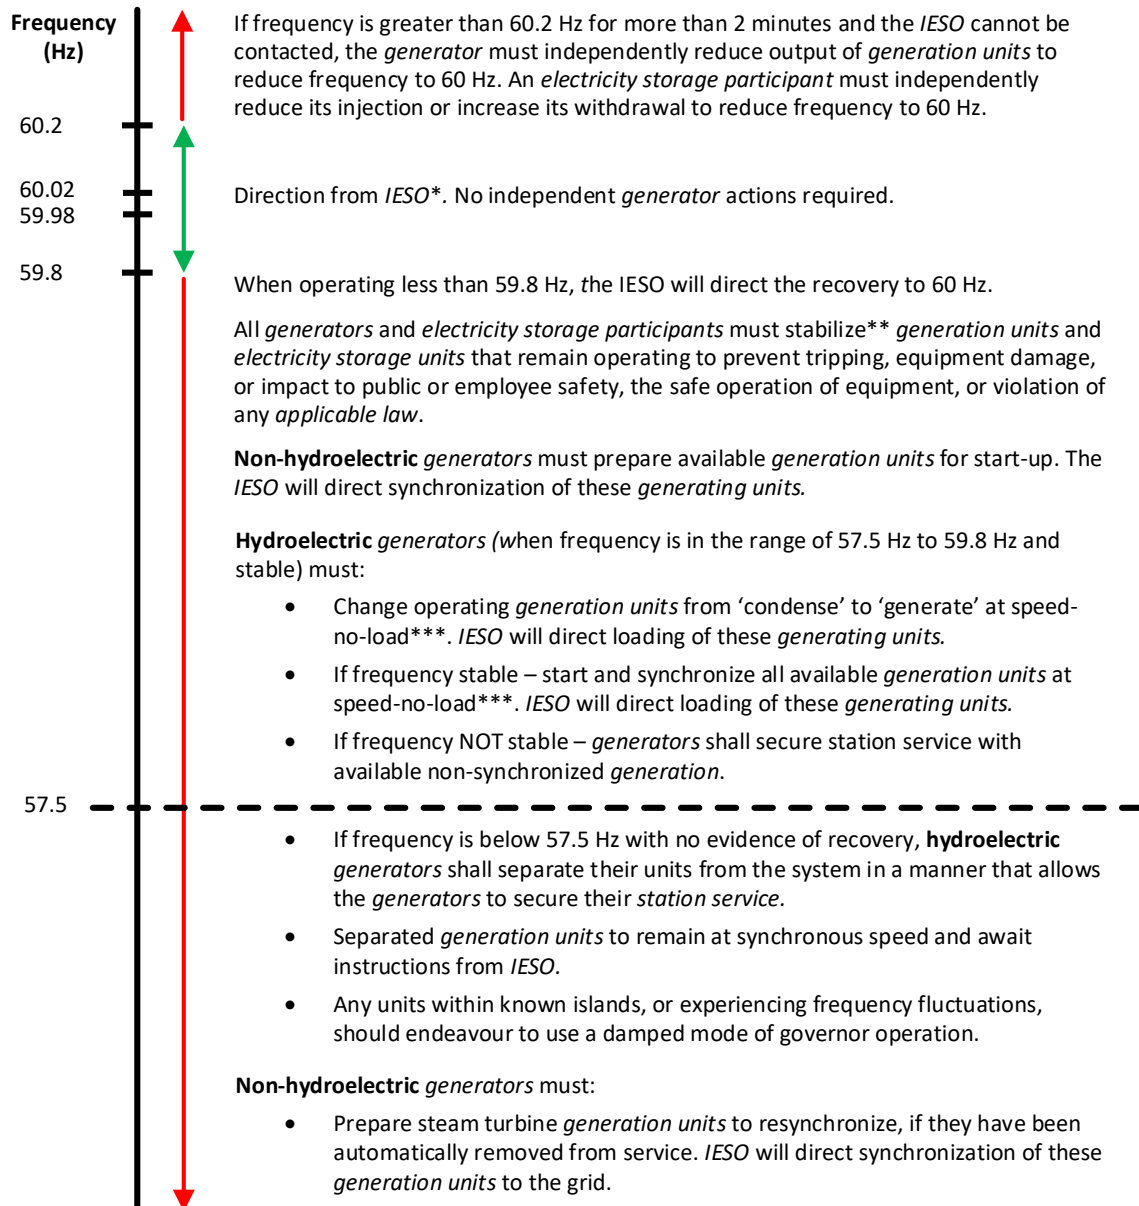 Frequency
(Hz)
If frequency is greater than 60.2 Hz for more than 2 minutes and the IESO cannot be
contacted, the generator must independently reduce output of generation units to
reduce frequency to 60 Hz. An electricity storage participant must independently
reduce its injection or increase its withdrawal to reduce frequency to 60 Hz.
60.2
60.02
Direction from IESO*. No independent generator actions required.
59.98
59.8
When operating less than 59.8 Hz, the IESO will direct the recovery to 60 Hz.
All generators and electricity storage participants must stabilize** generation units and
electricity storage units that remain operating to prevent tripping, equipment damage,
or impact to public or employee safety, the safe operation of equipment, or violation of
any applicable law.
Non-hydroelectric generators must prepare available generation units for start-up. The
IESO will direct synchronization of these generating units.
Hydroelectric generators (when frequency is in the range of 57.5 Hz to 59.8 Hz and
stable) must:
• Change operating generation units from ‘condense’ to ‘generate’ at speed-
no-load***. IESO will direct loading of these generating units.
• If frequency stable – start and synchronize all available generation units at
speed-no-load***. IESO will direct loading of these generating units.
• If frequency NOT stable – generators shall secure station service with
available non-synchronized generation.
57.5
• If frequency is below 57.5 Hz with no evidence of recovery, hydroelectric
generators shall separate their units from the system in a manner that allows
the generators to secure their station service.
• Separated generation units to remain at synchronous speed and await
instructions from IESO.
• Any units within known islands, or experiencing frequency fluctuations,
should endeavour to use a damped mode of governor operation.
Non-hydroelectric generators must:
• Prepare steam turbine generation units to resynchronize, if they have been
automatically removed from service. IESO will direct synchronization of these
generation units to the grid.